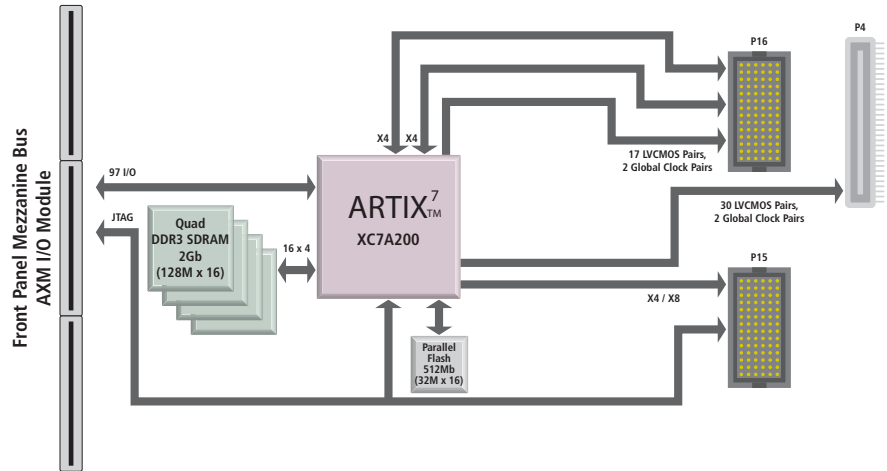 Front Panel Mezzanine Bus
AXM I/O Module
97 I/O
JTAG
Quad
DDR3 SDRAM
2Gb
(128M x 16)
16 x 4
X4
X4
ARTIX7™
XC7A200
Parallel
Flash
512Mb
(32M x 16)
P16
17 LVCMOS Pairs,
2 Global Clock Pairs
P4
30 LVCMOS Pairs,
2 Global Clock Pairs
P15
X4 / X8